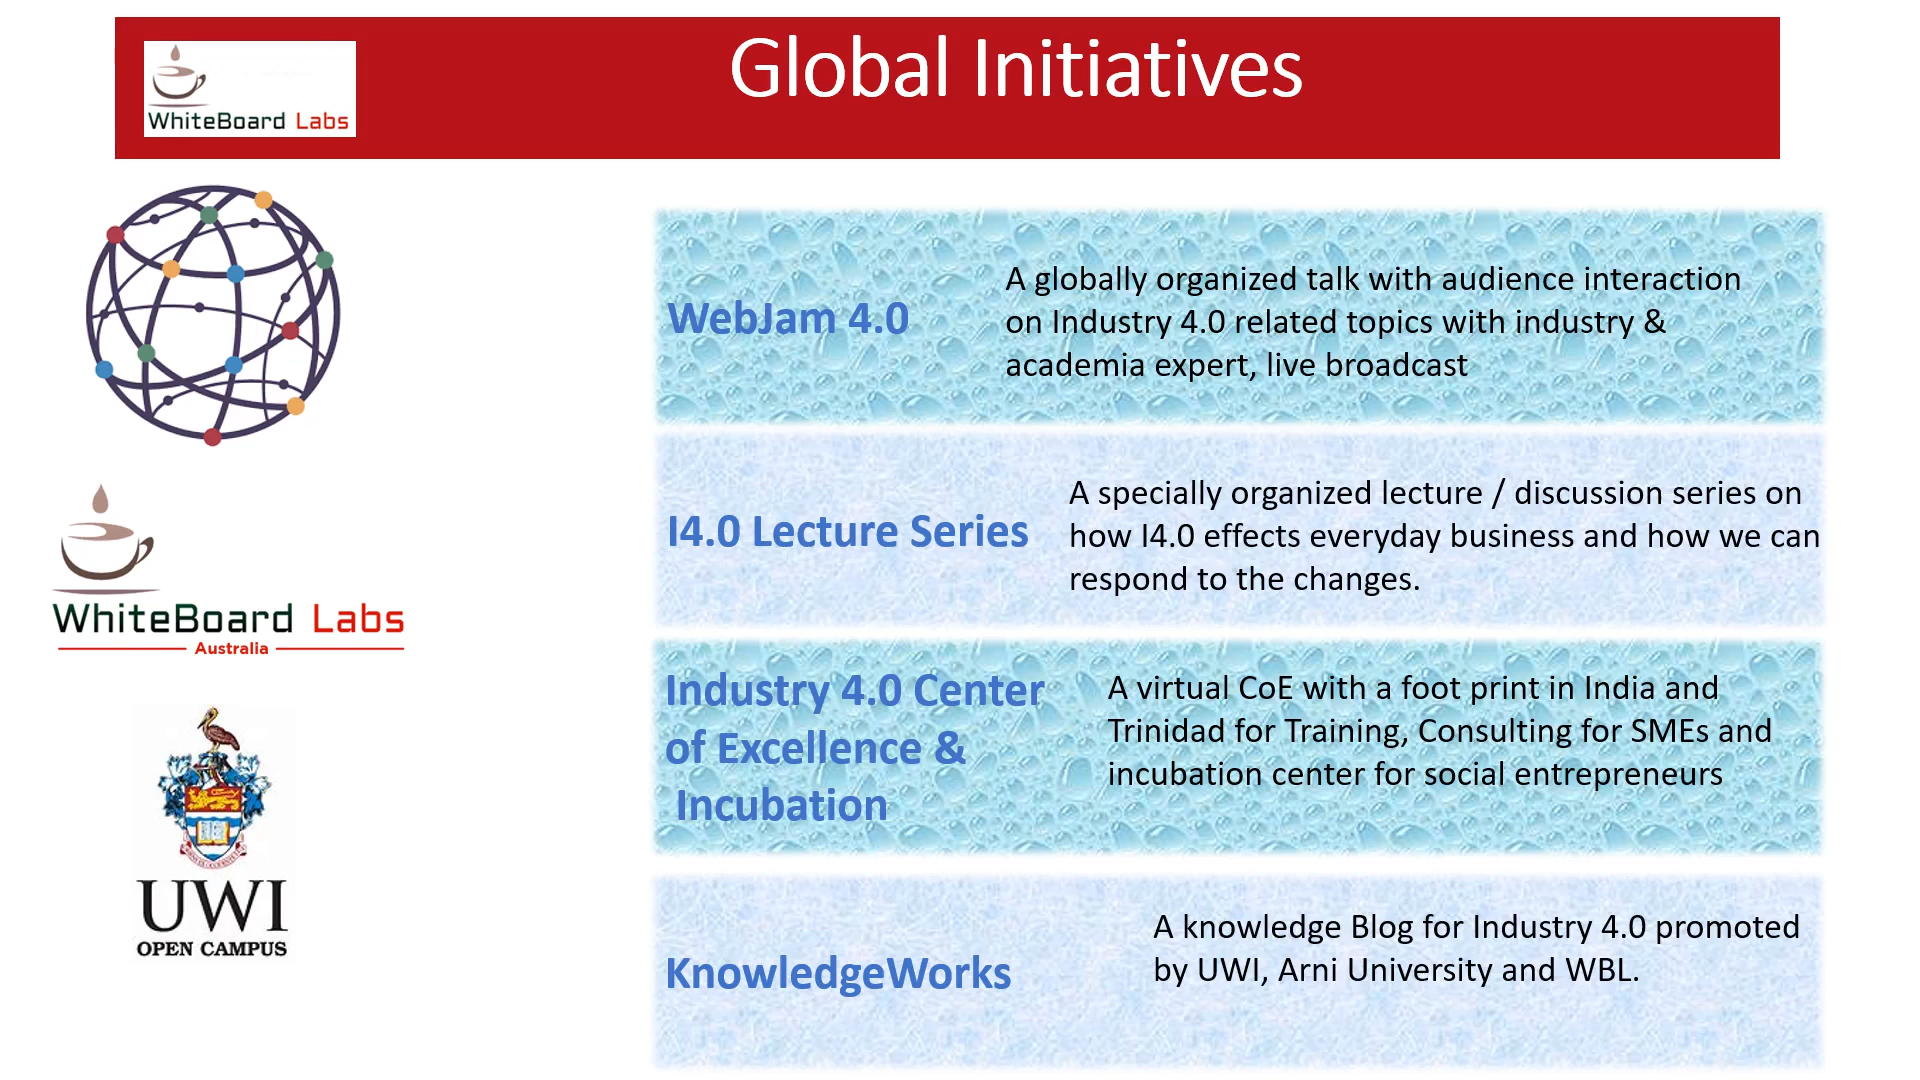 Global Initiatives
WhiteBoard Labs
WebJam 4.0
A globally organized talk with audience interaction
on Industry 4.0 related topics with industry &
academia expert, live broadcast
I4.0 Lecture Series
A specially organized lecture / discussion series on
how I4.0 effects everyday business and how we can
respond to the changes.
WhiteBoard Labs
Australia
Industry 4.0 Center
of Excellence &
Incubation
A virtual CoE with a foot print in India and
Trinidad for Training, Consulting for SMEs and
incubation center for social entrepreneurs
UWI
OPEN CAMPUS
KnowledgeWorks
A knowledge Blog for Industry 4.0 promoted
by UWI, Arni University and WBL.